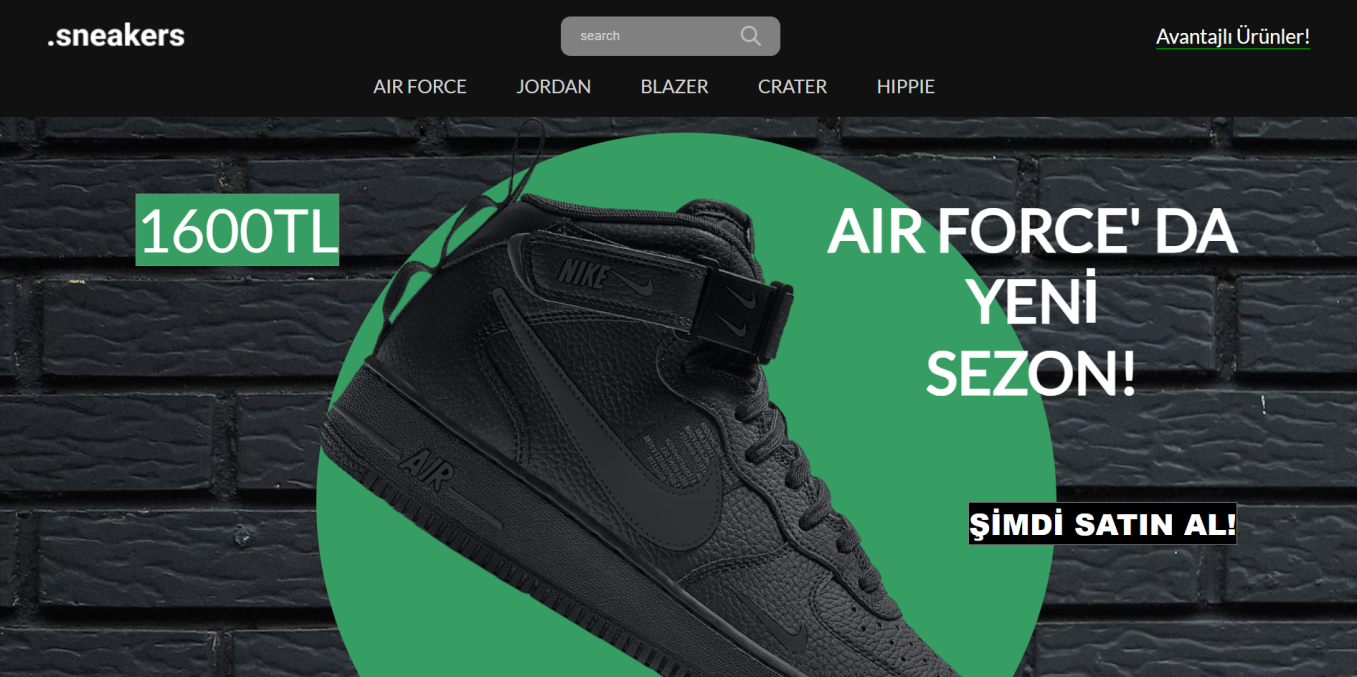 .sneakers
search
Avantajlı Ürünler!
AIR FORCE
JORDAN
BLAZER
CRATER
HIPPIE
1600TL
AIR FORCE' DA
YENİ
SEZON!
NIKE
AIR
ŞİMDİ SATIN AL!